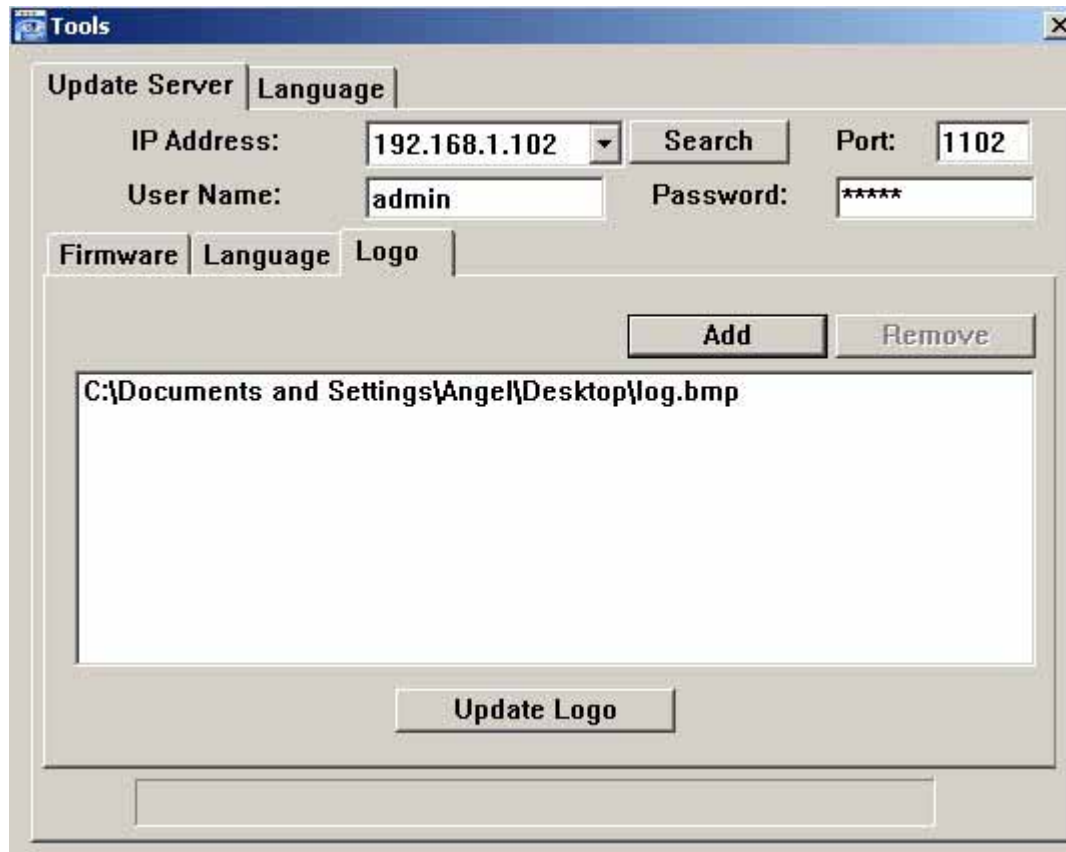 Tools
Update Server Language
IP Address: 192.168.1.102 Search Port: 1102
User Name: admin Password: *****
Firmware Language Logo
Add Remove
C:\Documents and Settings\Angel\Desktop\log.bmp
Update Logo